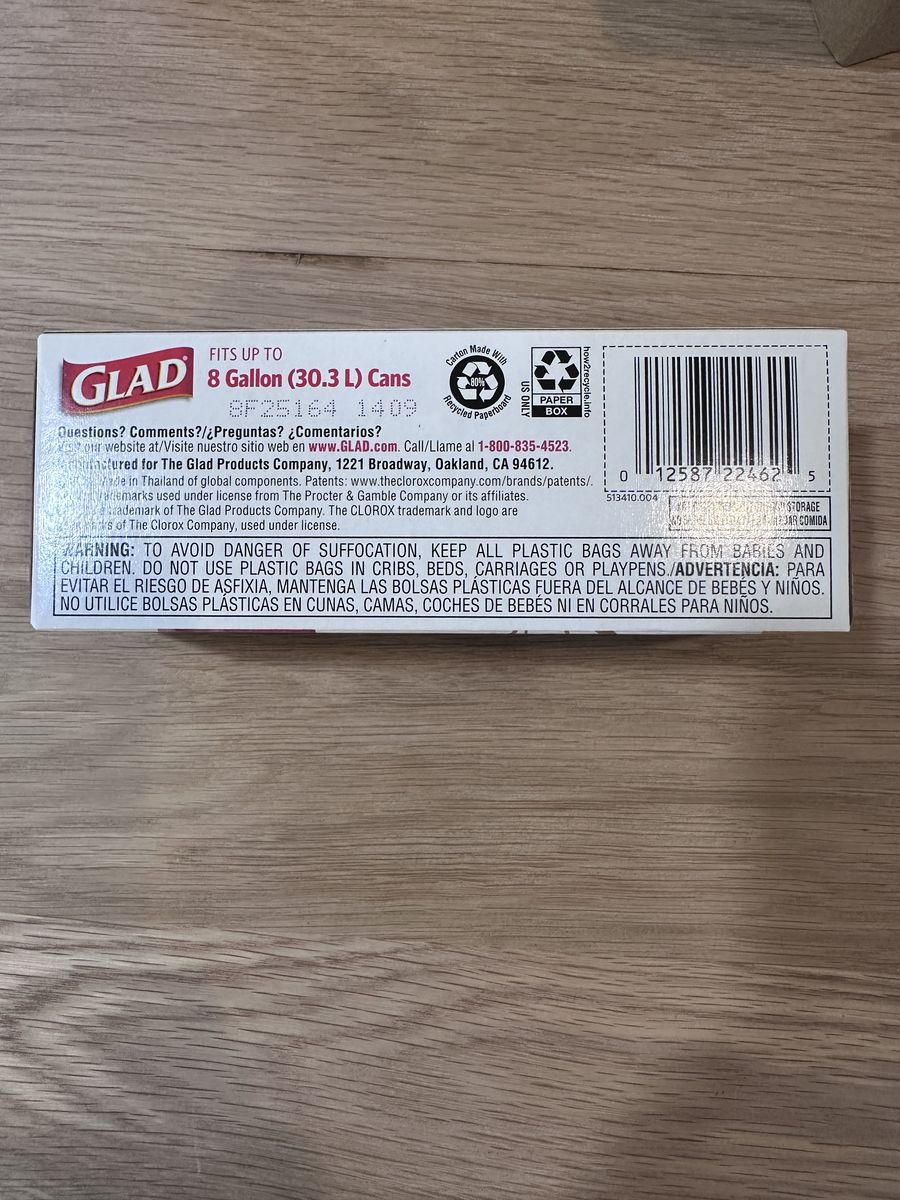 GLAD®
FITS UP TO
8 Gallon (30.3 L) Cans
8F25164 1409
Questions? Comments?/¿Preguntas? ¿Comentarios?
our website at/Visite nuestro sitio web en www.GLAD.com. Call/Llame al 1-800-835-4523.
for The Glad Products Company, 1221 Broadway, Oakland, CA 94612.
in Thailand of global components. Patents: www.thecloroxcompany.com/brands/patents/.
used under license from The Procter & Gamble Company or its affiliates.
trademark of The Glad Products Company. The CLOROX trademark and logo are
of The Clorox Company, used under license.
Carton Made With
80%
Recycled Paperboard
how2recycle.info
US ONLY
PAPER
BOX
0 12587 22462 5
513410.004
STORAGE
COMIDA
WARNING: TO AVOID DANGER OF SUFFOCATION, KEEP ALL PLASTIC BAGS AWAY FROM BABIES AND
CHILDREN. DO NOT USE PLASTIC BAGS IN CRIBS, BEDS, CARRIAGES OR PLAYPENS./ADVERTENCIA: PARA
EVITAR EL RIESGO DE ASFIXIA, MANTENGA LAS BOLSAS PLÁSTICAS FUERA DEL ALCANCE DE BEBÉS Y NIÑOS.
NO UTILICE BOLSAS PLÁSTICAS EN CUNAS, CAMAS, COCHES DE BEBÉS NI EN CORRALES PARA NIÑOS.